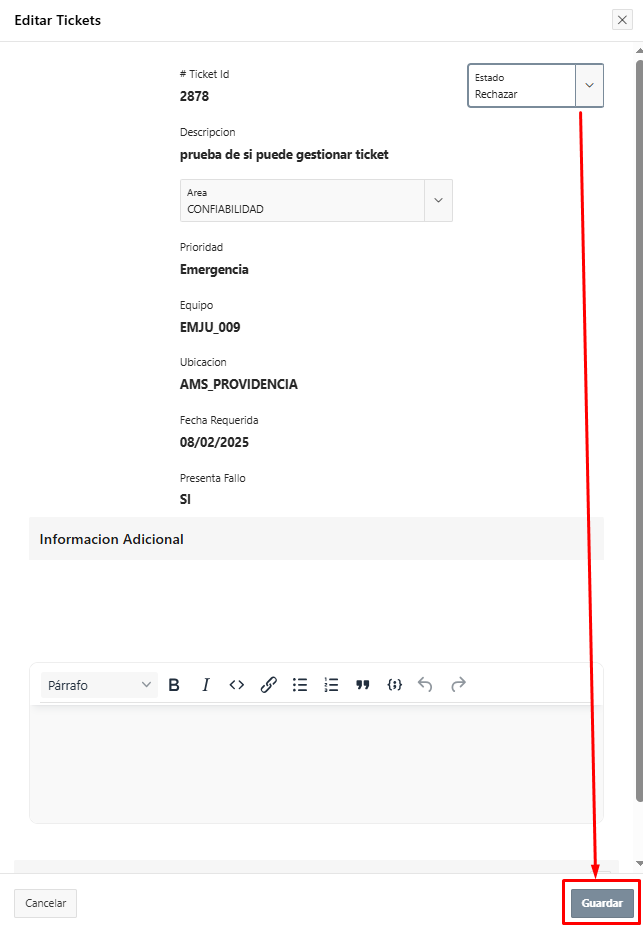 Editar Tickets
# Ticket Id
2878
Estado
Rechazar
Descripcion
prueba de si puede gestionar ticket
Area
CONFIABILIDAD
Prioridad
Emergencia
Equipo
EMJU_009
Ubicacion
AMS_PROVIDENCIA
Fecha Requerida
08/02/2025
Presenta Fallo
SI
Informacion Adicional
Párrafo
Cancelar
Guardar